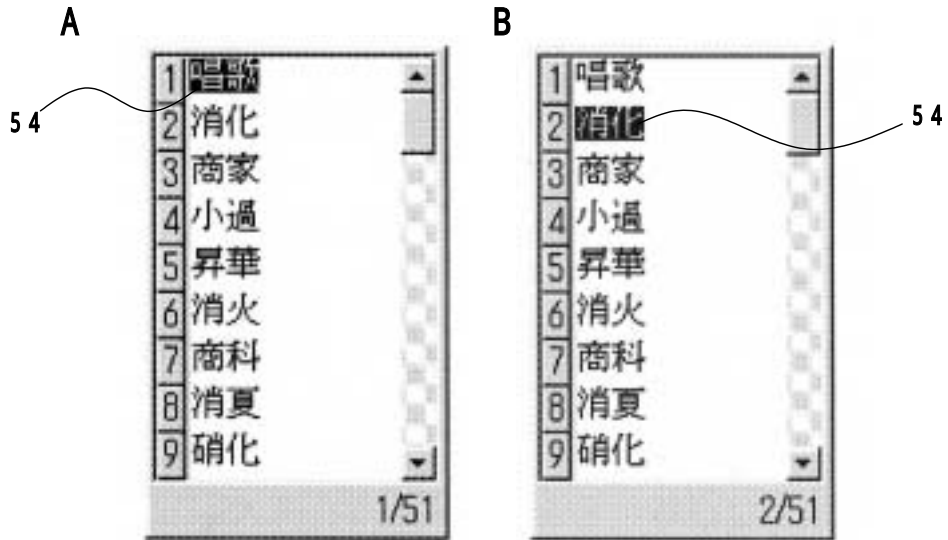 A
1 唱歌
54
2 消化
3 商家
4 小過
5 昇華
6 消火
7 商科
8 消夏
9 硝化
1/51
B
1 唱歌
2 消化
54
3 商家
4 小過
5 昇華
6 消火
7 商科
8 消夏
9 硝化
2/51